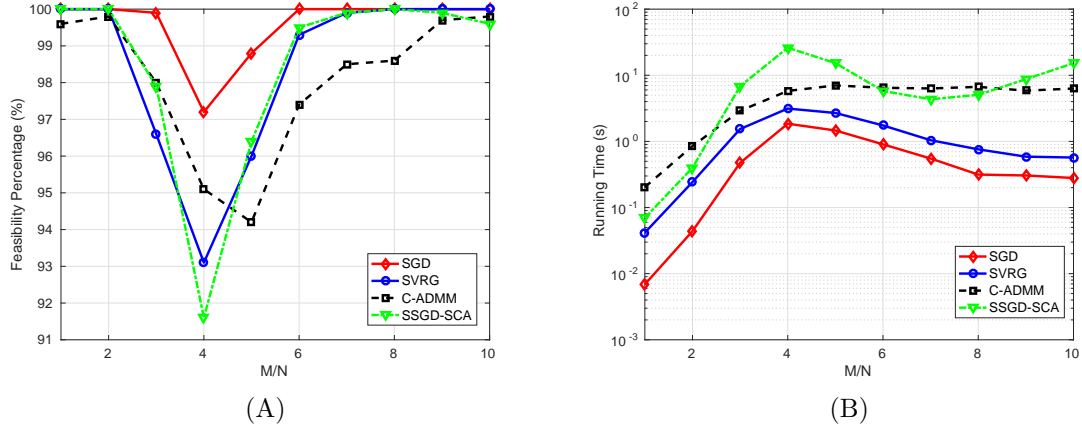 100
99
98
97
96
95
94
93
92
91
Feasibility Percentage (%)
2
4
6
8
10
M/N
SGD
SVRG
C-ADMM
SSGD-SCA
(A)
10^2
10^1
10^0
10^-1
10^-2
10^-3
Running Time (s)
2
4
6
8
10
M/N
SGD
SVRG
C-ADMM
SSGD-SCA
(B)